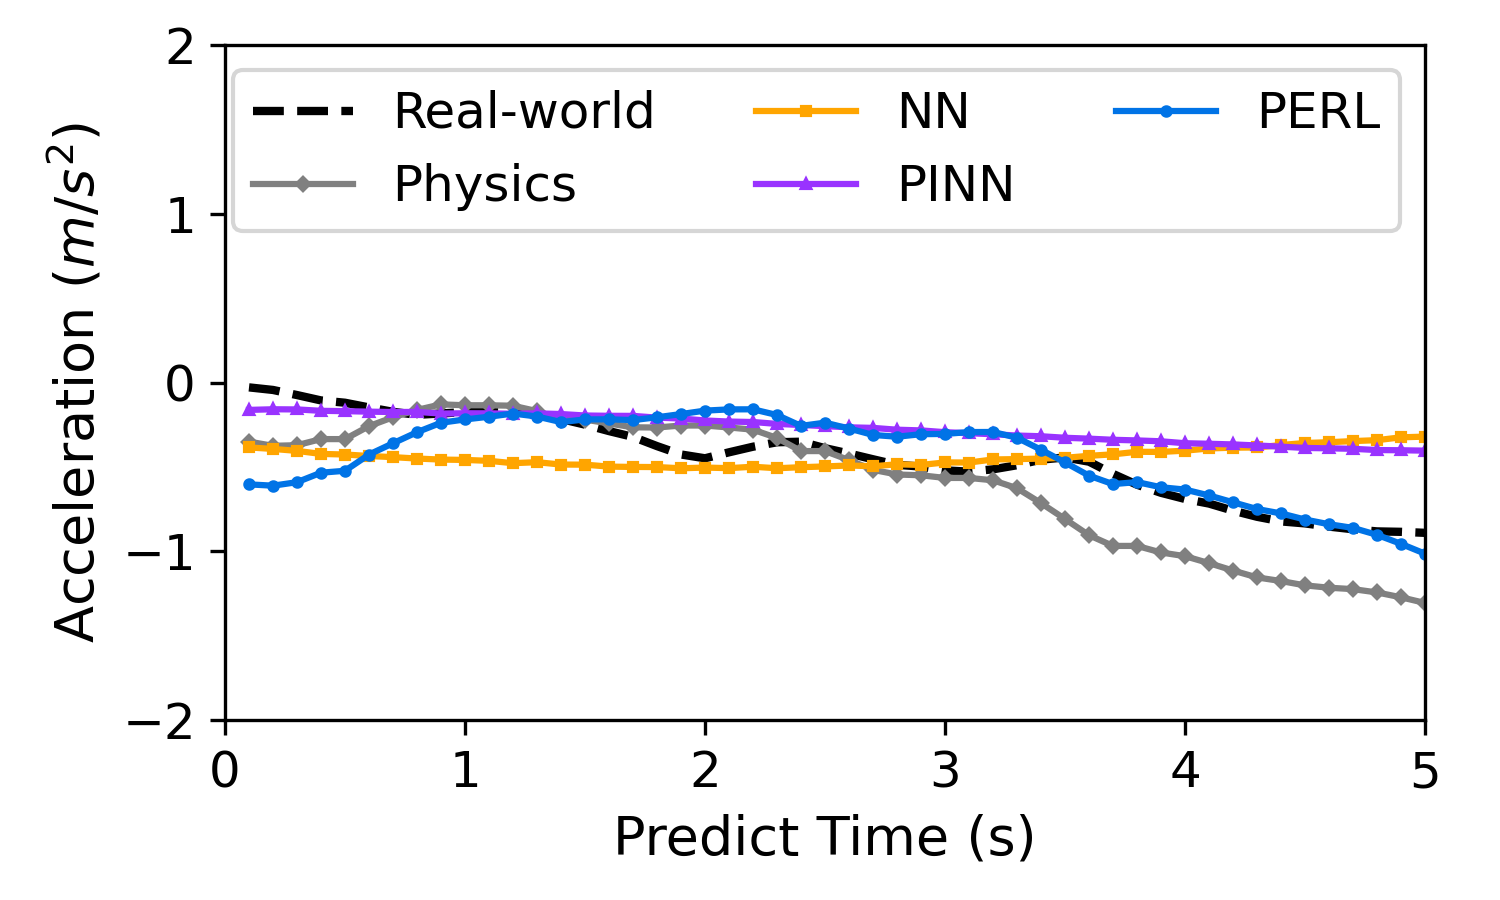 2
1
0
−1
−2
Acceleration (m/s²)
Real-world
Physics
NN
PINN
PERL
0 1 2 3 4 5
Predict Time (s)